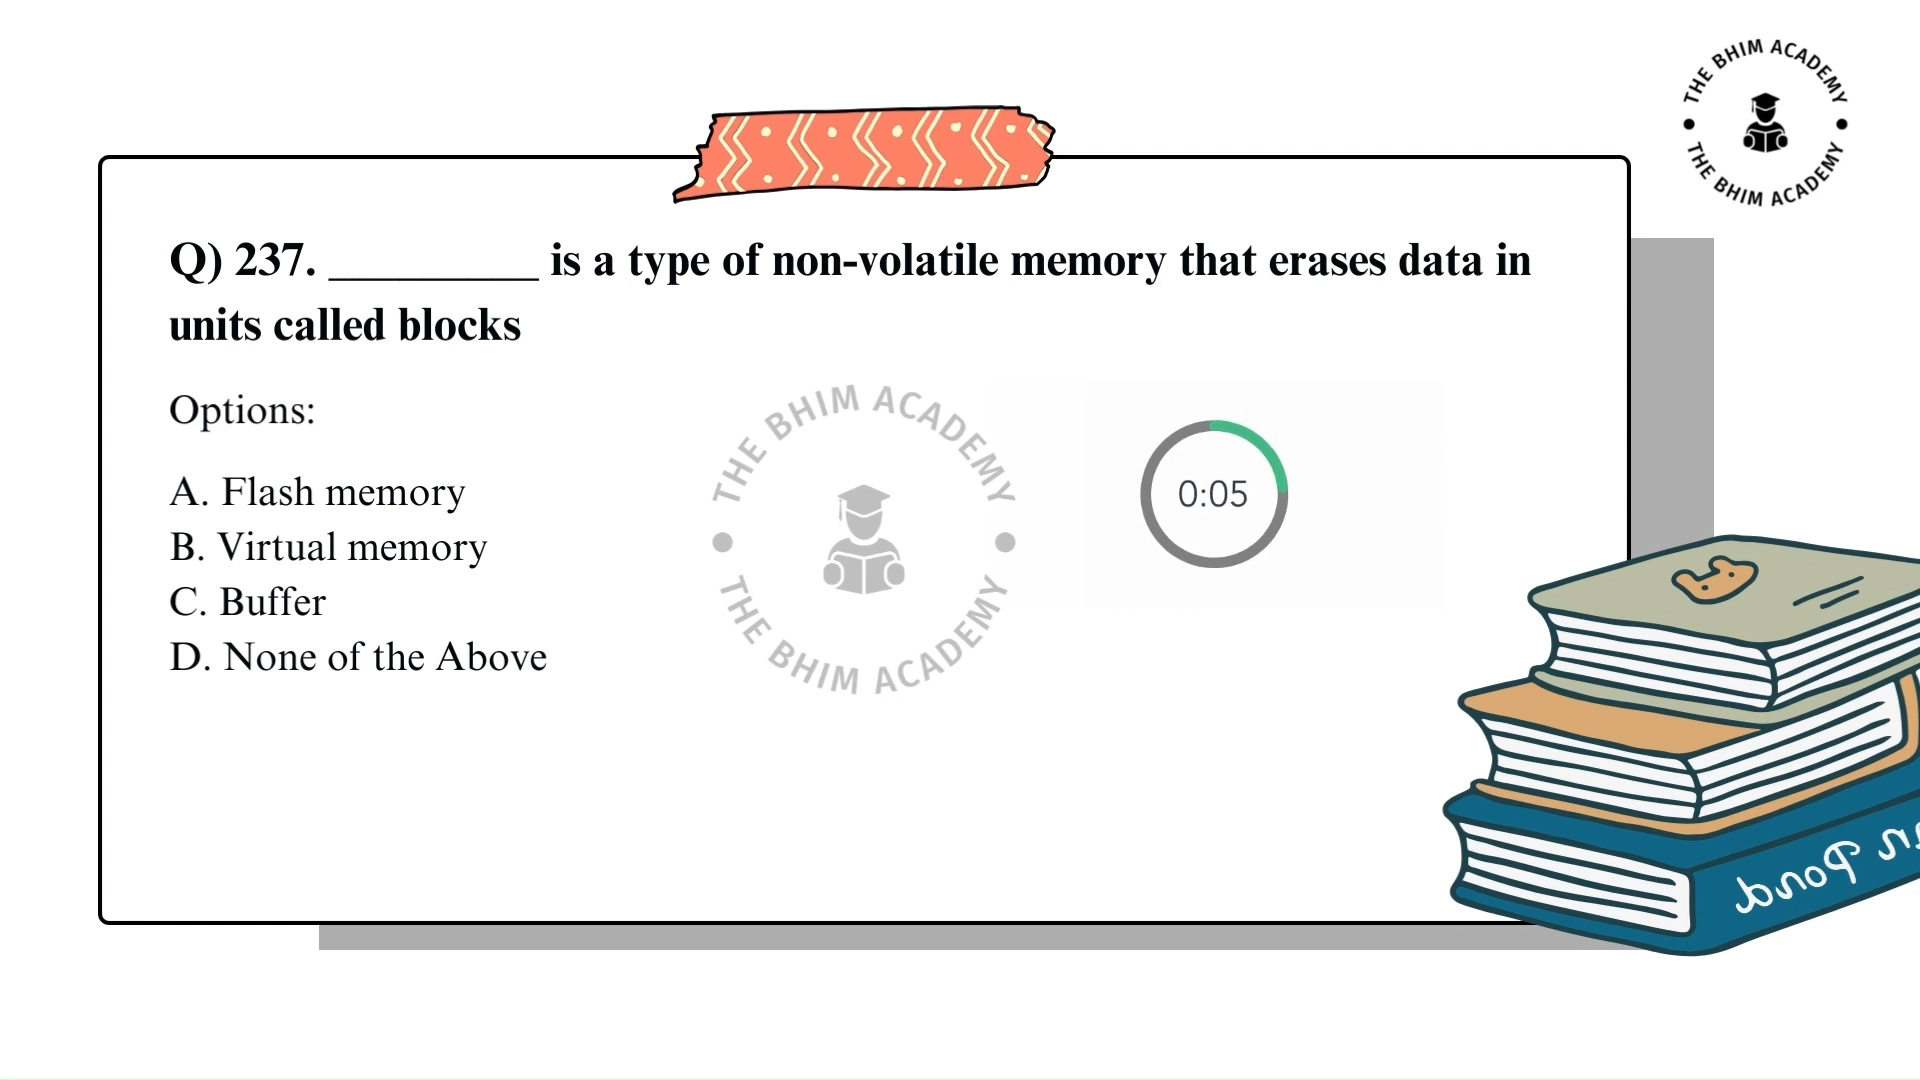 THE BHIM ACADEMY
THE BHIM ACADEMY
Q) 237. _________ is a type of non-volatile memory that erases data in
units called blocks
Options:
THE BHIM ACADEMY
0:05
A. Flash memory
B. Virtual memory
C. Buffer
D. None of the Above
THE BHIM ACADEMY
Pond